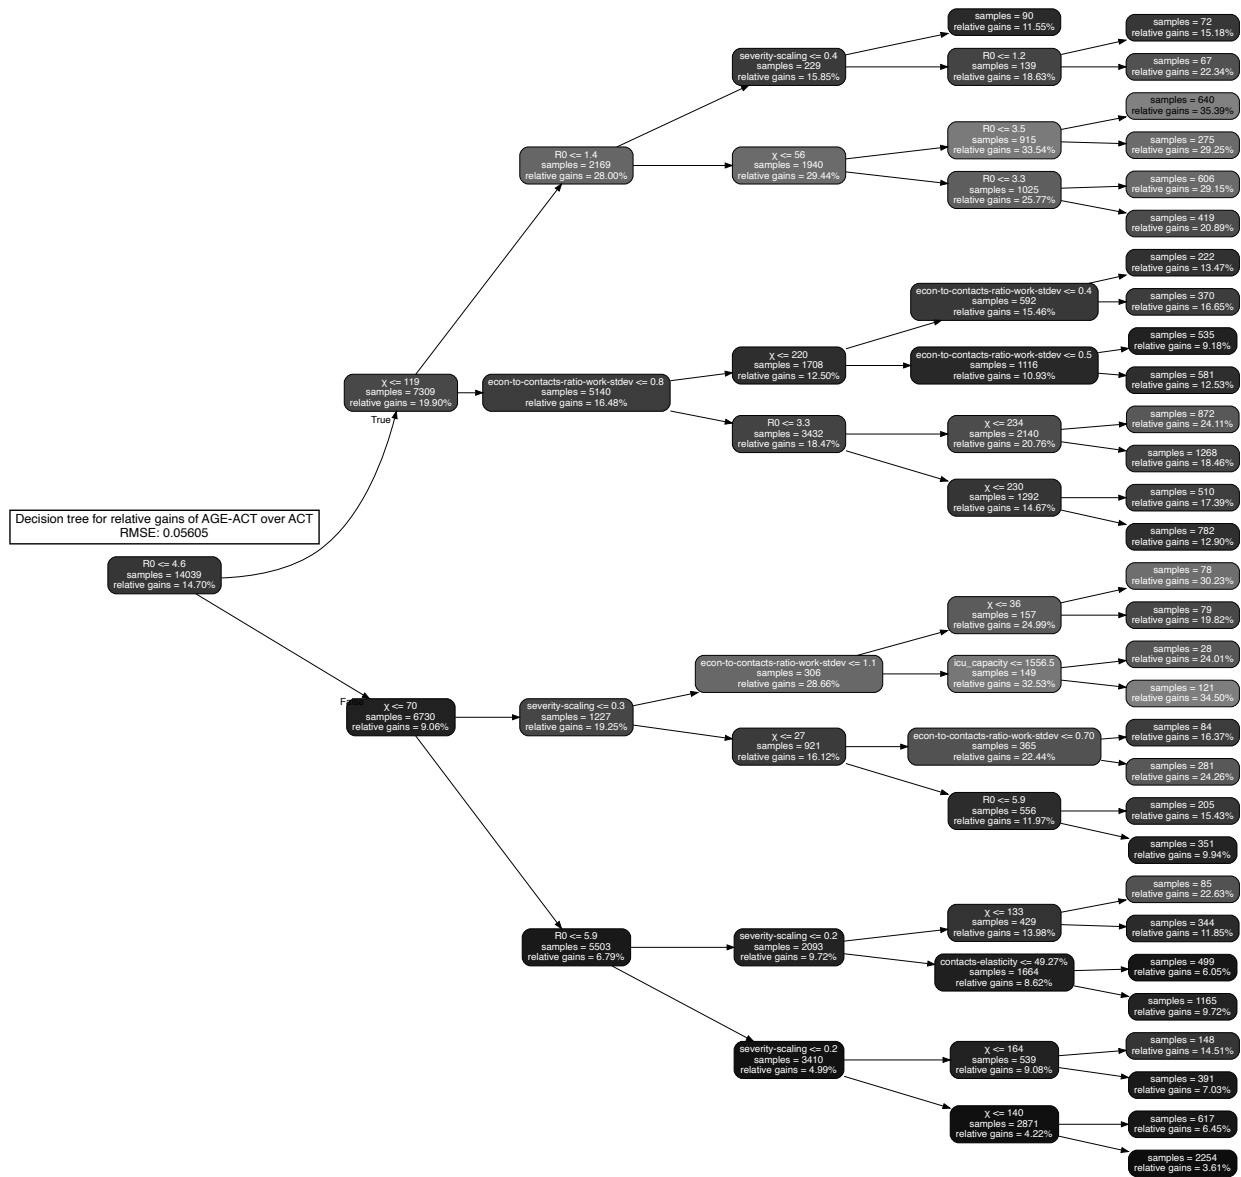 samples = 90
relative gains = 11.55%
samples = 72
relative gains = 15.18%
severity-scaling <= 0.4
samples = 229
relative gains = 15.85%
R0 <= 1.2
samples = 139
relative gains = 18.63%
samples = 67
relative gains = 22.34%
samples = 640
relative gains = 35.39%
R0 <= 3.5
samples = 915
relative gains = 33.54%
samples = 275
relative gains = 29.25%
R0 <= 1.4
samples = 2169
relative gains = 28.00%
χ <= 56
samples = 1940
relative gains = 29.44%
R0 <= 3.3
samples = 1025
relative gains = 25.77%
samples = 606
relative gains = 29.15%
samples = 419
relative gains = 20.89%
samples = 222
relative gains = 13.47%
econ-to-contacts-ratio-work-stdev <= 0.4
samples = 592
relative gains = 15.46%
samples = 370
relative gains = 16.65%
samples = 535
relative gains = 9.18%
χ <= 220
samples = 1708
relative gains = 12.50%
econ-to-contacts-ratio-work-stdev <= 0.5
samples = 1116
relative gains = 10.93%
samples = 581
relative gains = 12.53%
χ <= 119
samples = 7309
relative gains = 19.90%
True
econ-to-contacts-ratio-work-stdev <= 0.8
samples = 5140
relative gains = 16.48%
R0 <= 3.3
samples = 3432
relative gains = 18.47%
χ <= 234
samples = 2140
relative gains = 20.76%
samples = 872
relative gains = 24.11%
samples = 1268
relative gains = 18.46%
χ <= 230
samples = 1292
relative gains = 14.67%
samples = 510
relative gains = 17.39%
samples = 782
relative gains = 12.90%
Decision tree for relative gains of AGE-ACT over ACT
RMSE: 0.05605
R0 <= 4.6
samples = 14039
relative gains = 14.70%
samples = 78
relative gains = 30.23%
χ <= 36
samples = 157
relative gains = 24.99%
samples = 79
relative gains = 19.82%
econ-to-contacts-ratio-work-stdev <= 1.1
samples = 306
relative gains = 28.66%
icu_capacity <= 1556.5
samples = 149
relative gains = 32.53%
samples = 28
relative gains = 24.01%
samples = 121
relative gains = 34.50%
False
χ <= 70
samples = 6730
relative gains = 9.06%
severity-scaling <= 0.3
samples = 1227
relative gains = 19.25%
χ <= 27
samples = 921
relative gains = 16.12%
econ-to-contacts-ratio-work-stdev <= 0.70
samples = 365
relative gains = 22.44%
samples = 84
relative gains = 16.37%
samples = 281
relative gains = 24.26%
R0 <= 5.9
samples = 556
relative gains = 11.97%
samples = 205
relative gains = 15.43%
samples = 351
relative gains = 9.94%
samples = 85
relative gains = 22.63%
χ <= 133
samples = 429
relative gains = 13.98%
samples = 344
relative gains = 11.85%
R0 <= 5.9
samples = 5503
relative gains = 6.79%
severity-scaling <= 0.2
samples = 2093
relative gains = 9.72%
contacts-elasticity <= 49.27%
samples = 1664
relative gains = 8.62%
samples = 499
relative gains = 6.05%
samples = 1165
relative gains = 9.72%
severity-scaling <= 0.2
samples = 3410
relative gains = 4.99%
χ <= 164
samples = 539
relative gains = 9.08%
samples = 148
relative gains = 14.51%
samples = 391
relative gains = 7.03%
χ <= 140
samples = 2871
relative gains = 4.22%
samples = 617
relative gains = 6.45%
samples = 2254
relative gains = 3.61%